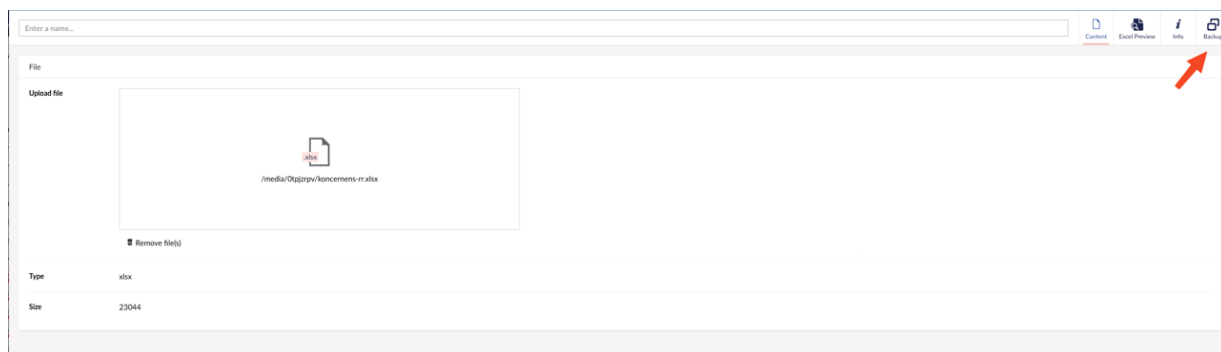 Enter a name...
Content
Excel Preview
Info
Backup
File
Upload file
.xlsx
/media/0tpjzrpv/koncernens-rr.xlsx
Remove file(s)
Type
xlsx
Size
23044